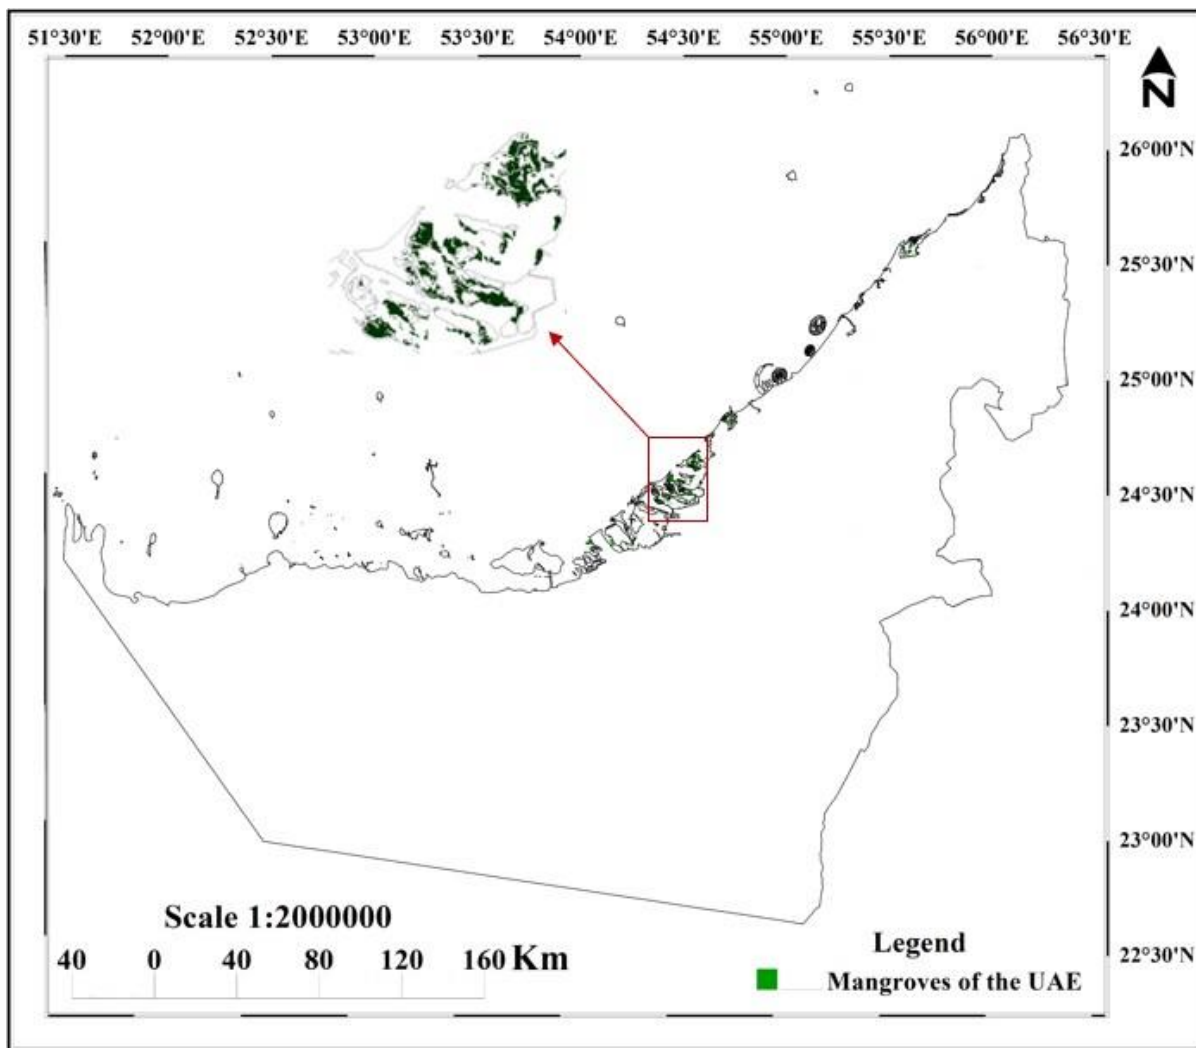 51°30'E 52°00'E 52°30'E 53°00'E 53°30'E 54°00'E 54°30'E 55°00'E 55°30'E 56°00'E 56°30'E
N
26°00'N
25°30'N
25°00'N
24°30'N
24°00'N
23°30'N
23°00'N
22°30'N
Scale 1:2000000
40 0 40 80 120 160 Km
Legend
Mangroves of the UAE